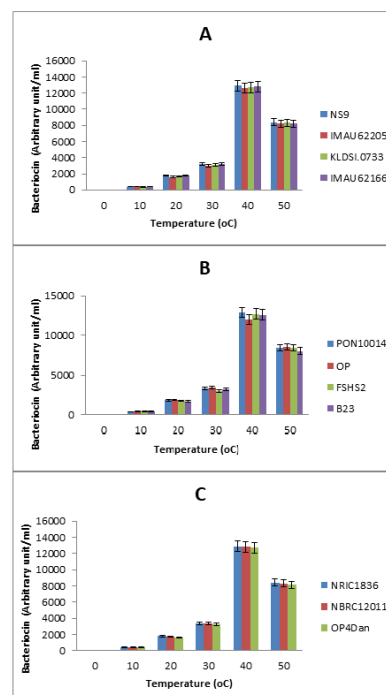 A
Bacteriocin (Arbitrary unit/ml)
16000
14000
12000
10000
8000
6000
4000
2000
0
0 10 20 30 40 50
Temperature (oC)
NS9
IMAU62205
KLDSI.0733
IMAU62166
B
Bacteriocin (Arbitrary unit/ml)
15000
10000
5000
0
0 10 20 30 40 50
Temperature (oC)
PON10014
OP
FSHS2
B23
C
Bacteriocin (Arbitrary unit/ml)
16000
14000
12000
10000
8000
6000
4000
2000
0
0 10 20 30 40 50
Temperature (oC)
NRIC1836
NBRC12011
OP4Dan